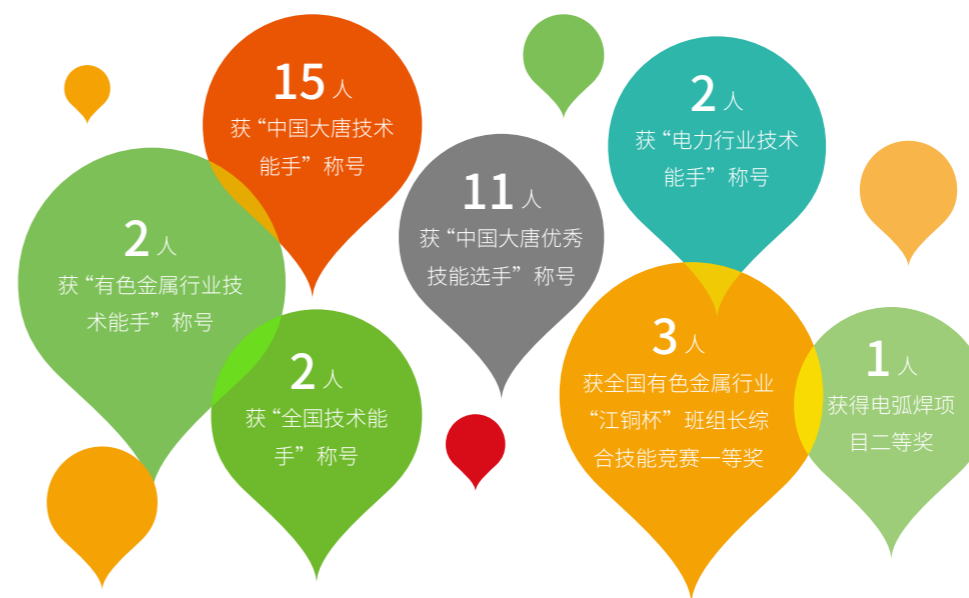 15 人
获 “中国大唐技术
能手” 称号
2 人
获 “电力行业技术
能手” 称号
11 人
获 “中国大唐优秀
技能选手” 称号
2 人
获 “有色金属行业技
术能手” 称号
2 人
获 “全国技术能
手” 称号
3 人
获全国有色金属行业
“江铜杯” 班组长综
合技能竞赛一等奖
1 人
获得电弧焊项
目二等奖